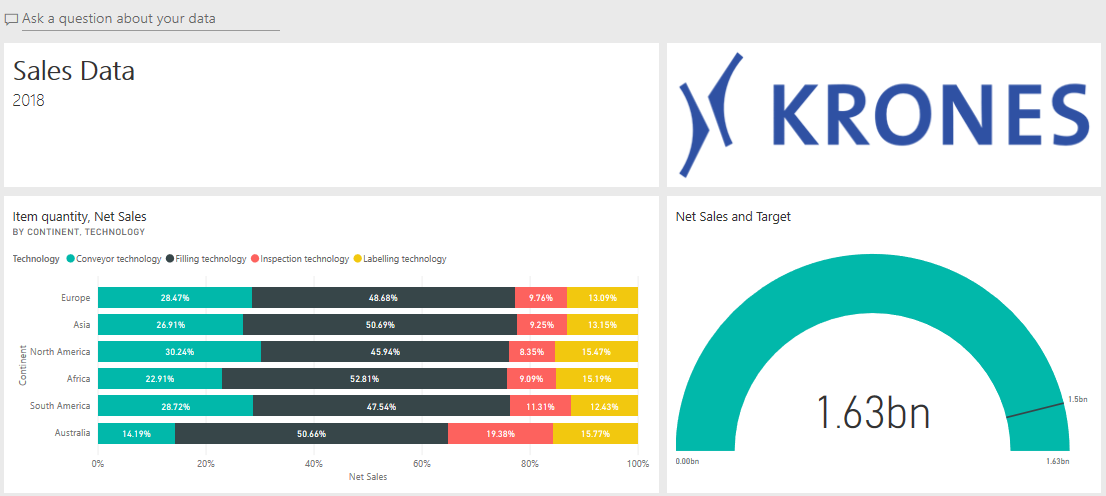 Ask a question about your data
Sales Data
2018
KRONES
Item quantity, Net Sales
BY CONTINENT, TECHNOLOGY
Technology Conveyor technology Filling technology Inspection technology Labelling technology
Continent
Europe 28.47% 48.68% 9.76% 13.09%
Asia 26.91% 50.69% 9.25% 13.15%
North America 30.24% 45.94% 8.35% 15.47%
Africa 22.91% 52.81% 9.09% 15.19%
South America 28.72% 47.54% 11.31% 12.43%
Australia 14.19% 50.66% 19.38% 15.77%
0% 20% 40% 60% 80% 100%
Net Sales
Net Sales and Target
1.5bn
1.63bn
0.00bn 1.63bn